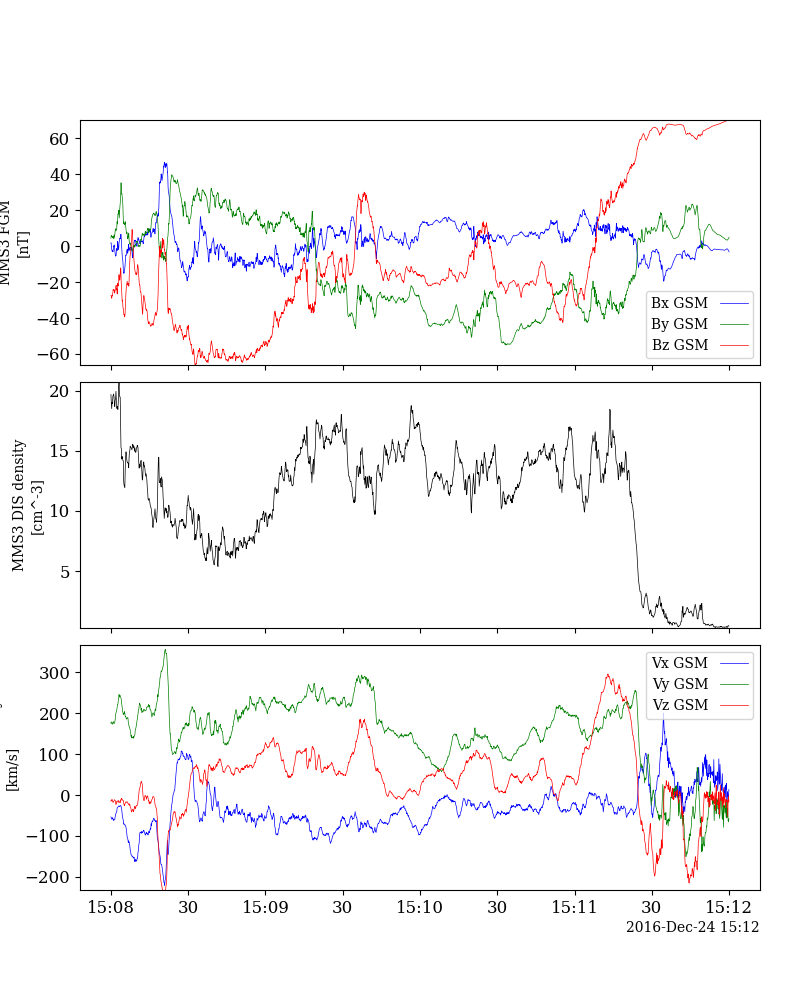 60
40
20
0
−20
−40
−60
MMS3 FGM
[nT]
Bx GSM
By GSM
Bz GSM
20
15
10
5
MMS3 DIS density
[cm^-3]
300
200
100
0
−100
−200
[km/s]
Vx GSM
Vy GSM
Vz GSM
15:08
30
15:09
30
15:10
30
15:11
30
15:12
2016-Dec-24 15:12